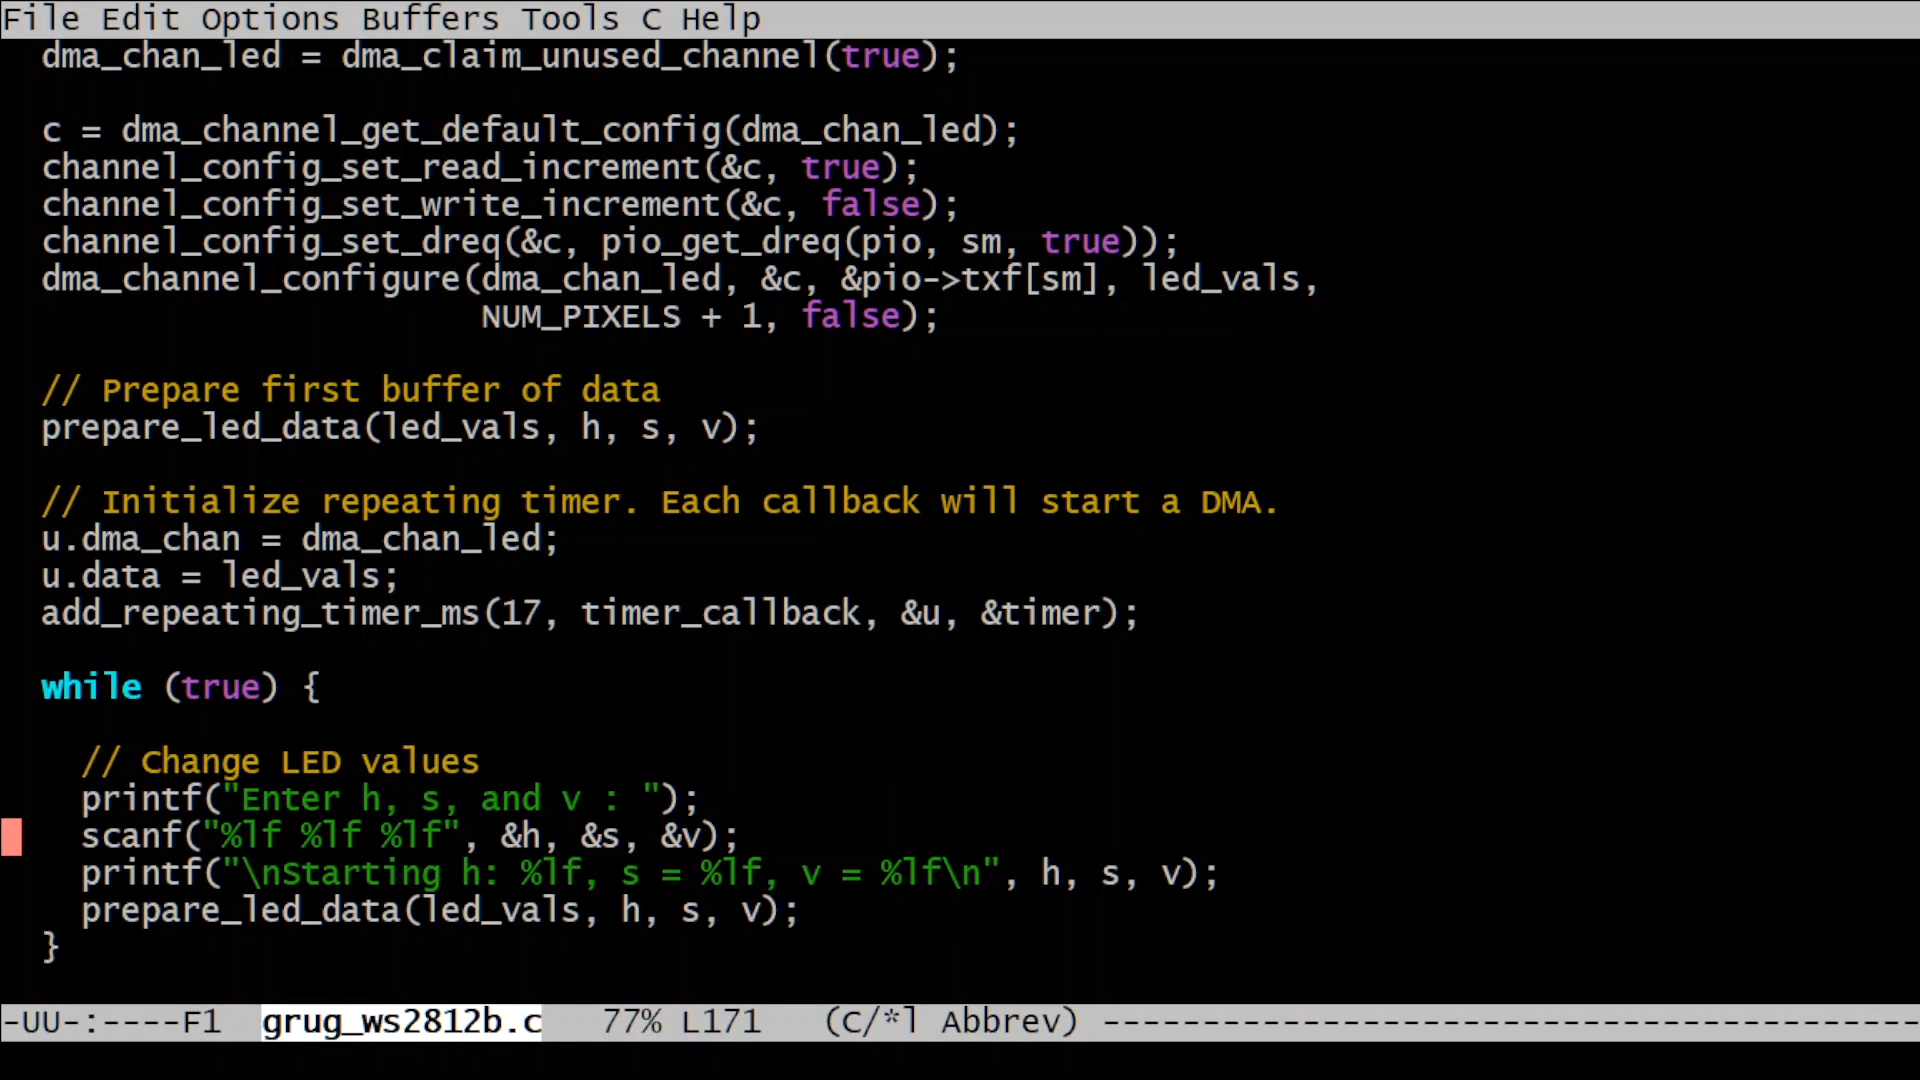 File Edit Options Buffers Tools C Help
dma_chan_led = dma_claim_unused_channel(true);
c = dma_channel_get_default_config(dma_chan_led);
channel_config_set_read_increment(&c, true);
channel_config_set_write_increment(&c, false);
channel_config_set_dreq(&c, pio_get_dreq(pio, sm, true));
dma_channel_configure(dma_chan_led, &c, &pio->txf[sm], led_vals,
NUM_PIXELS + 1, false);
// Prepare first buffer of data
prepare_led_data(led_vals, h, s, v);
// Initialize repeating timer. Each callback will start a DMA.
u.dma_chan = dma_chan_led;
u.data = led_vals;
add_repeating_timer_ms(17, timer_callback, &u, &timer);
while (true) {
// Change LED values
printf("Enter h, s, and v : ");
scanf("%lf %lf %lf", &h, &s, &v);
printf("\nStarting h: %lf, s = %lf, v = %lf\n", h, s, v);
prepare_led_data(led_vals, h, s, v);
}
-UU-:----F1 grug_ws2812b.c 77% L171 (C/*l Abbrev) -----------------------------------------